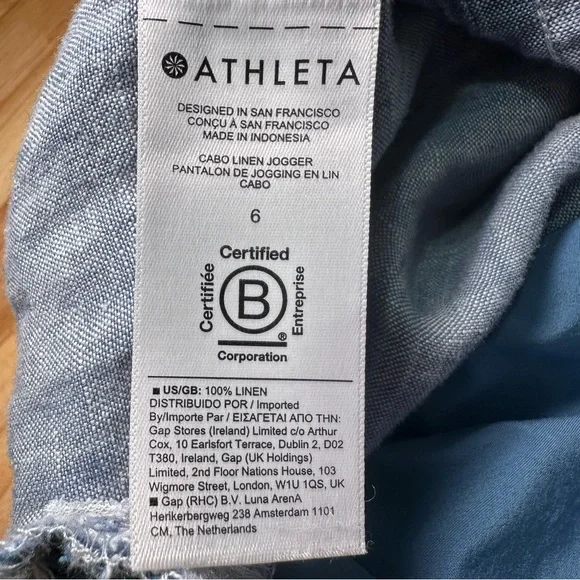 ATHLETA
DESIGNED IN SAN FRANCISCO
CONÇU À SAN FRANCISCO
MADE IN INDONESIA
CABO LINEN JOGGER
PANTALON DE JOGGING EN LIN
CABO
6
Certified
Certifiée
B
Entreprise
®
Corporation
■ US/GB: 100% LINEN
DISTRIBUIDO POR / Imported
By/Importe Par / ΕΙΣΑΓΕΤΑΙ ΑΠΟ ΤΗΝ:
Gap Stores (Ireland) Limited c/o Arthur
Cox, 10 Earlsfort Terrace, Dublin 2, D02
T380, Ireland, Gap (UK Holdings)
Limited, 2nd Floor Nations House, 103
Wigmore Street, London, W1U 1QS, UK
■ Gap (RHC) B.V. Luna ArenA
Herikerbergweg 238 Amsterdam 1101
CM, The Netherlands